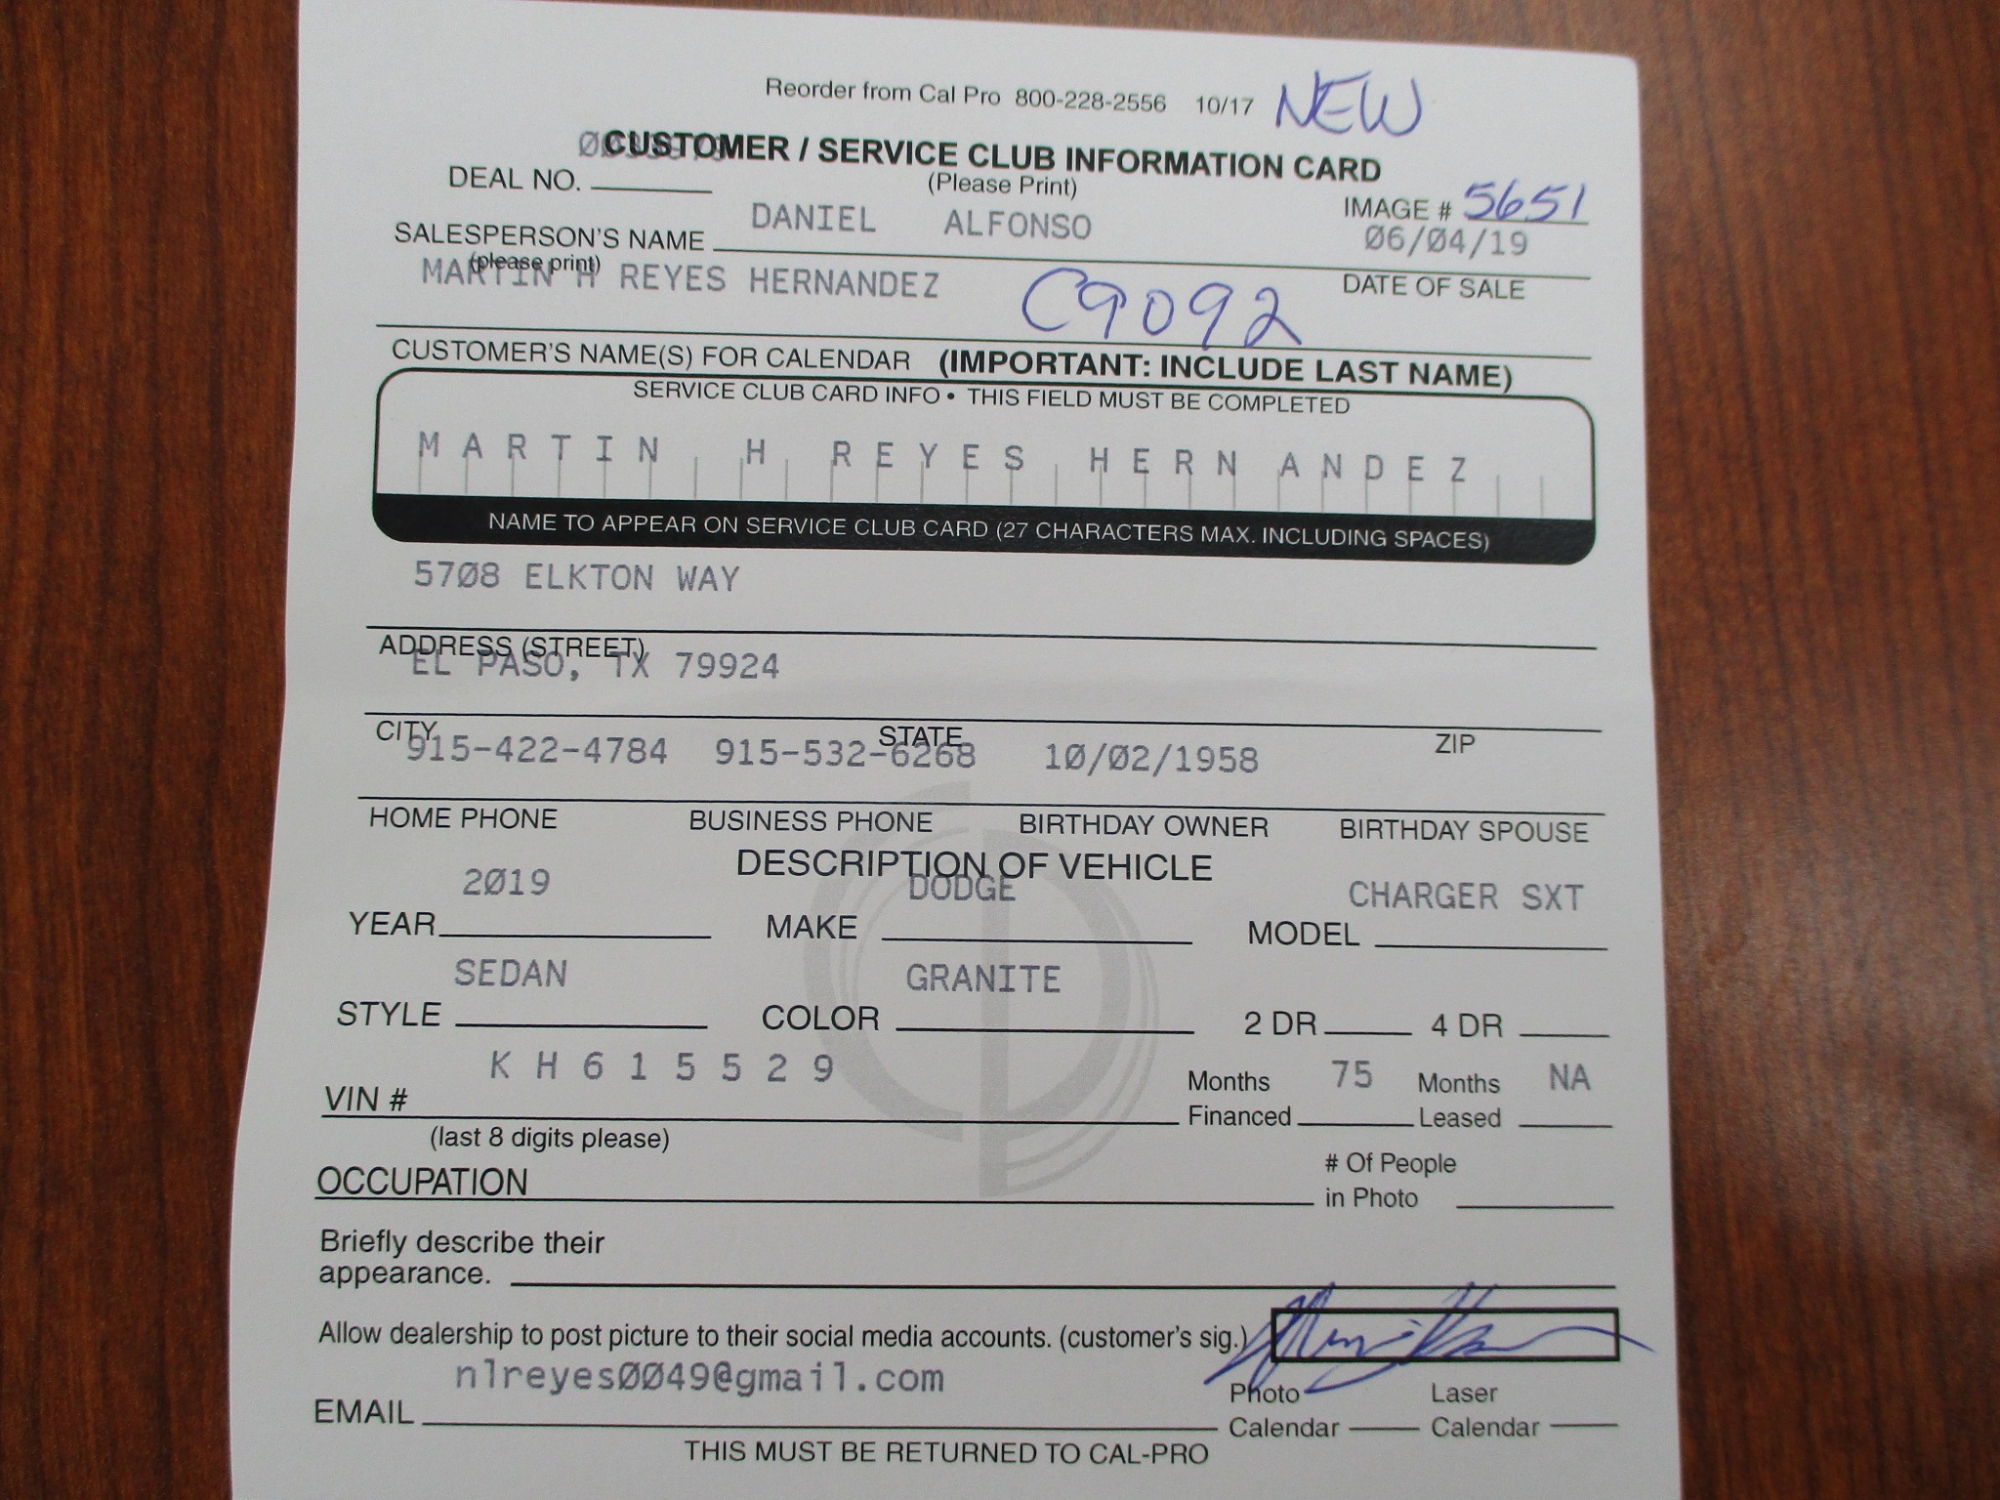 Reorder from Cal Pro 800-228-2556 10/17 NEW
CUSTOMER / SERVICE CLUB INFORMATION CARD
DEAL NO. (Please Print)
IMAGE # 5651
SALESPERSON'S NAME DANIEL ALFONSO 06/04/19
(please print) DATE OF SALE
MARTIN H REYES HERNANDEZ C9092
CUSTOMER'S NAME(S) FOR CALENDAR (IMPORTANT: INCLUDE LAST NAME)
SERVICE CLUB CARD INFO • THIS FIELD MUST BE COMPLETED
MARTIN H REYES HERNANDEZ
NAME TO APPEAR ON SERVICE CLUB CARD (27 CHARACTERS MAX. INCLUDING SPACES)
5708 ELKTON WAY
ADDRESS (STREET)
EL PASO, TX 79924
CITY STATE ZIP
915-422-4784 915-532-6268 10/02/1958
HOME PHONE BUSINESS PHONE BIRTHDAY OWNER BIRTHDAY SPOUSE
DESCRIPTION OF VEHICLE
YEAR 2019 MAKE DODGE MODEL CHARGER SXT
STYLE SEDAN COLOR GRANITE 2 DR 4 DR
VIN # KH615529 Months Financed 75 Months Leased NA
(last 8 digits please)
OCCUPATION # Of People in Photo
Briefly describe their
appearance.
Allow dealership to post picture to their social media accounts. (customer's sig.)
nlreyes0049@gmail.com
EMAIL Photo Calendar Laser Calendar
THIS MUST BE RETURNED TO CAL-PRO